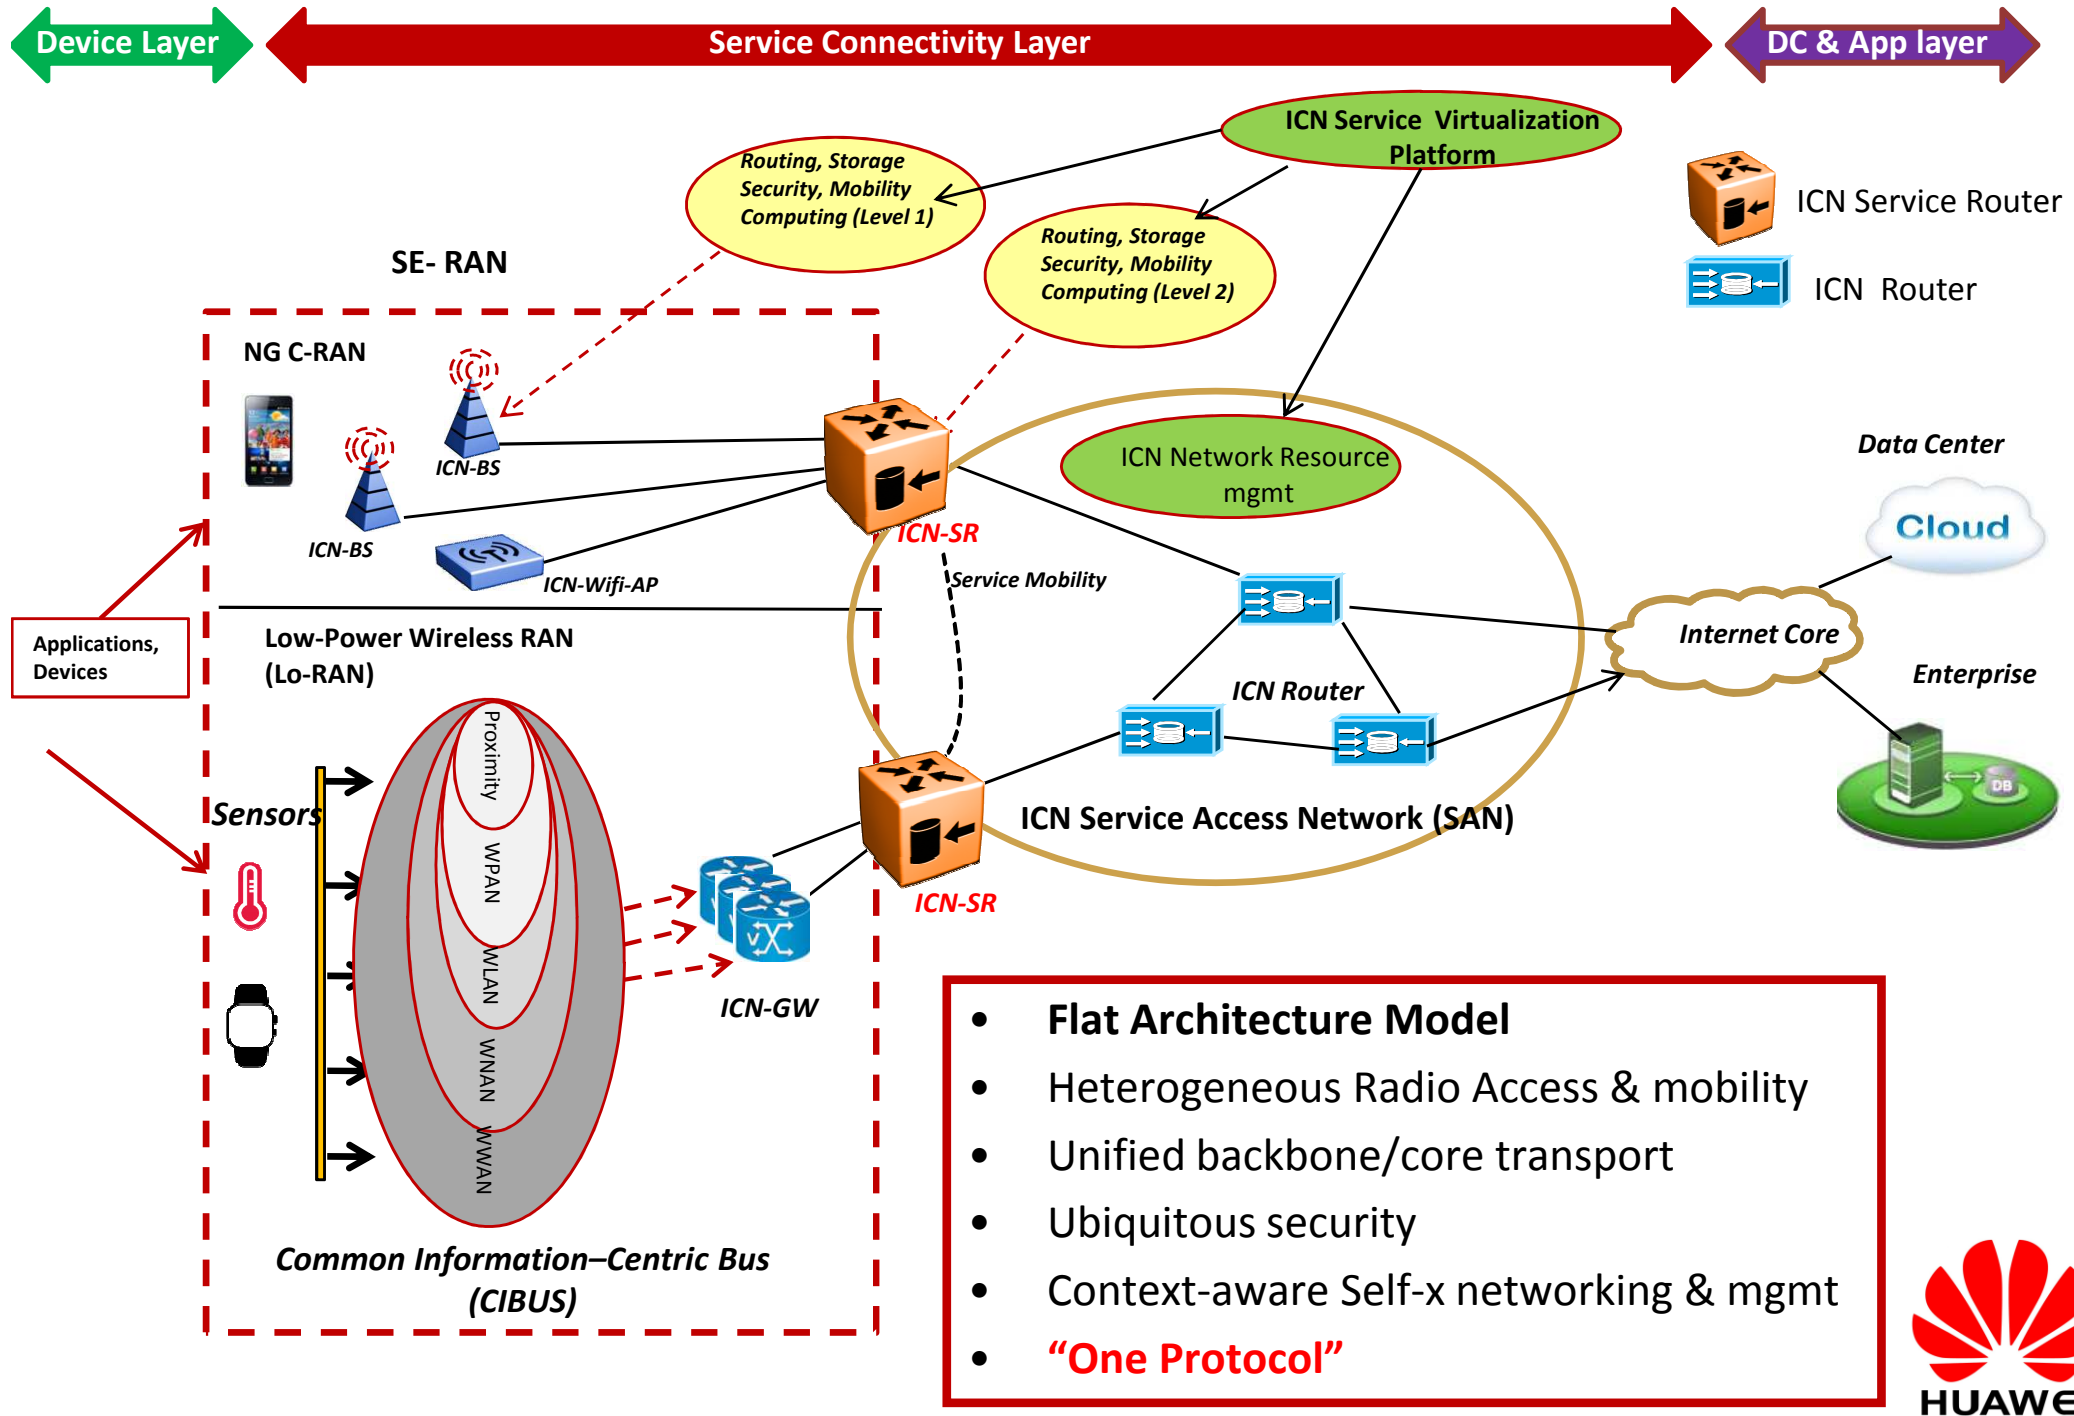 Device Layer
Service Connectivity Layer
DC & App layer
ICN Service Virtualization
Platform
Routing, Storage
Security, Mobility
Computing (Level 1)
Routing, Storage
Security, Mobility
Computing (Level 2)
ICN Service Router
ICN Router
SE- RAN
NG C-RAN
ICN-BS
ICN-BS
ICN-Wifi-AP
ICN-SR
ICN Network Resource
mgmt
Data Center
Cloud
Service Mobility
Applications,
Devices
Low-Power Wireless RAN
(Lo-RAN)
Internet Core
ICN Router
Enterprise
DB
Sensors
Proximity
WPAN
WLAN
WNAN
WWAN
ICN Service Access Network (SAN)
ICN-SR
V
ICN-GW
Common Information–Centric Bus
(CIBUS)
• Flat Architecture Model
• Heterogeneous Radio Access & mobility
• Unified backbone/core transport
• Ubiquitous security
• Context-aware Self-x networking & mgmt
• “One Protocol”
HUAWE